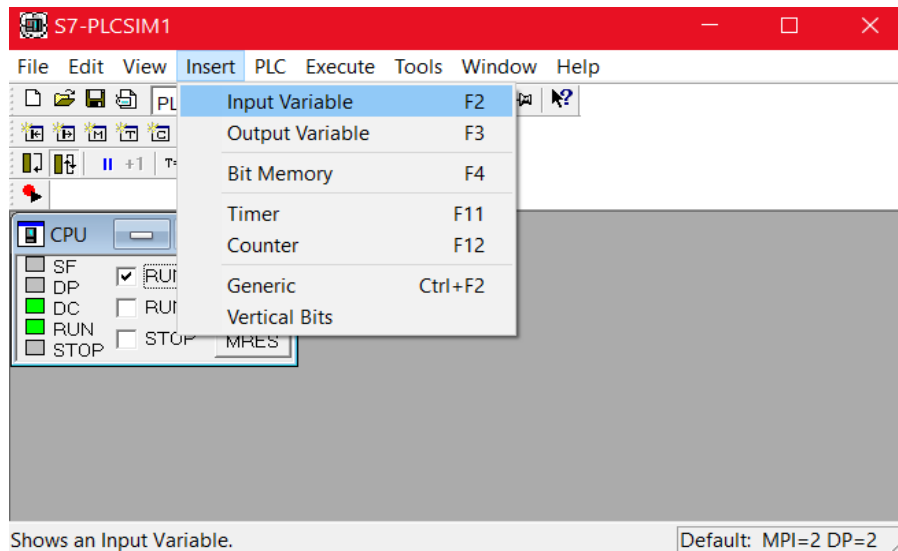 S7-PLCSIM1
File Edit View Insert PLC Execute Tools Window Help
Input Variable F2
Output Variable F3
Bit Memory F4
Timer F11
Counter F12
Generic Ctrl+F2
Vertical Bits
+1 T=
CPU
SF
DP
DC
RUN
STOP
STOP
MRES
Shows an Input Variable.
Default: MPI=2 DP=2